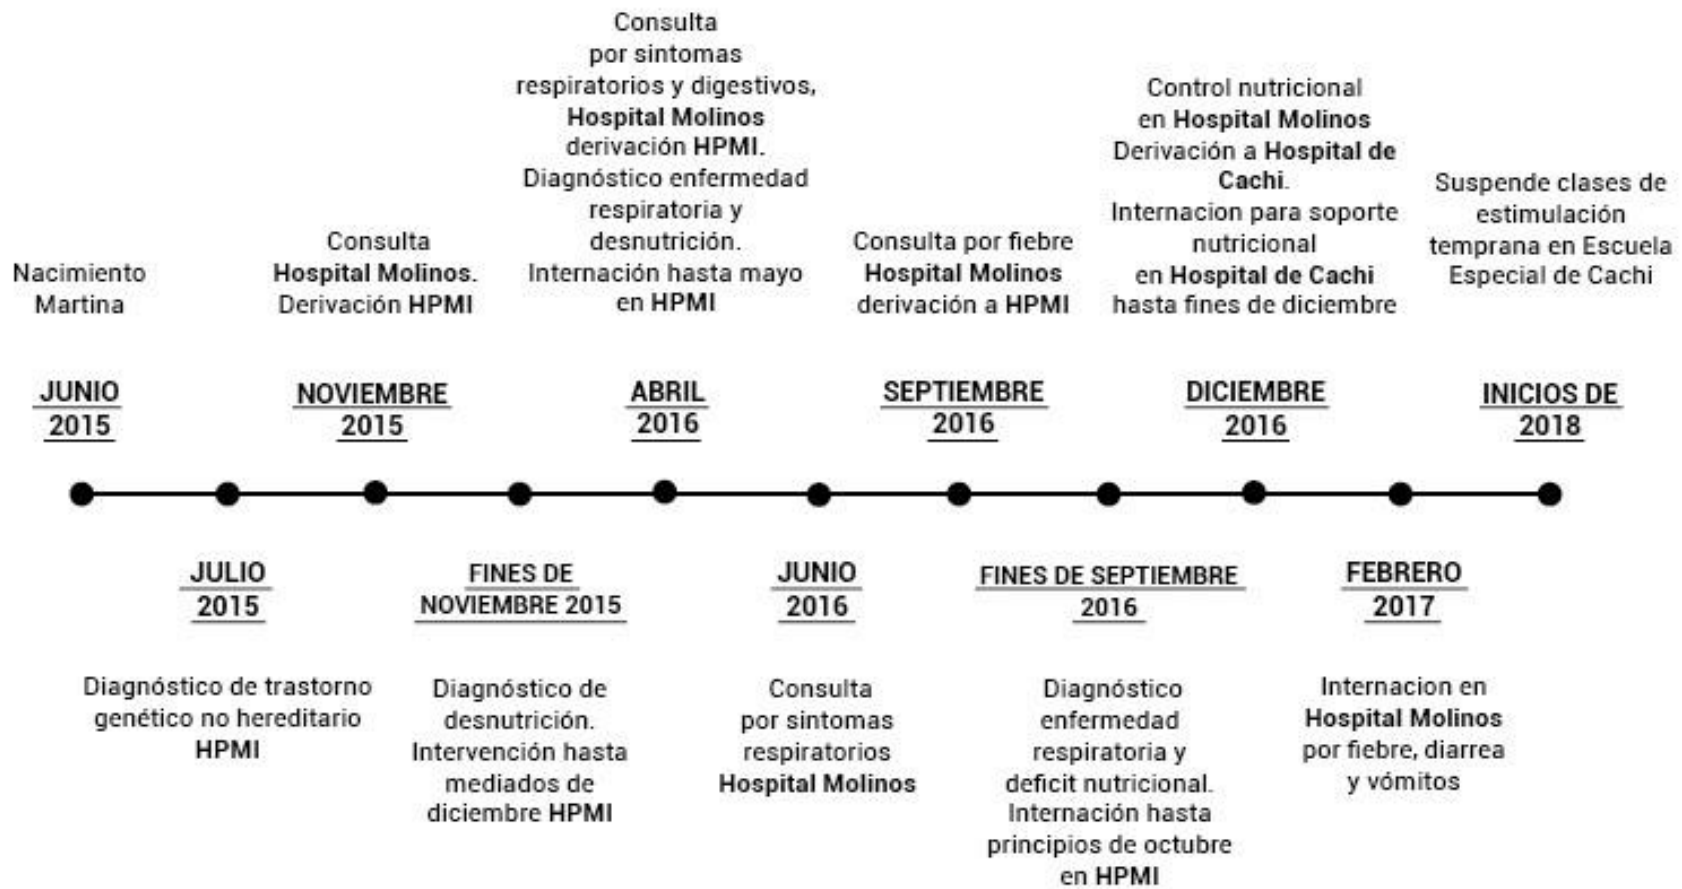 Nacimiento
Martina
JUNIO
2015
JULIO
2015
Diagnóstico de trastorno
genético no hereditario
HPMI
Consulta
Hospital Molinos.
Derivación HPMI
NOVIEMBRE
2015
FINES DE
NOVIEMBRE 2015
Diagnóstico de
desnutrición.
Intervención hasta
mediados de
diciembre HPMI
Consulta
por sintomas
respiratorios y digestivos,
Hospital Molinos
derivación HPMI.
Diagnóstico enfermedad
respiratoria y
desnutrición.
Internación hasta mayo
en HPMI
ABRIL
2016
JUNIO
2016
Consulta
por sintomas
respiratorios
Hospital Molinos
Consulta por fiebre
Hospital Molinos
derivación a HPMI
SEPTIEMBRE
2016
FINES DE SEPTIEMBRE
2016
Diagnóstico
enfermedad
respiratoria y
deficit nutricional.
Internación hasta
principios de octubre
en HPMI
Control nutricional
en Hospital Molinos
Derivación a Hospital de
Cachi.
Internacion para soporte
nutricional
en Hospital de Cachi
hasta fines de diciembre
DICIEMBRE
2016
FEBRERO
2017
Internacion en
Hospital Molinos
por fiebre, diarrea
y vómitos
Suspende clases de
estimulación
temprana en Escuela
Especial de Cachi
INICIOS DE
2018